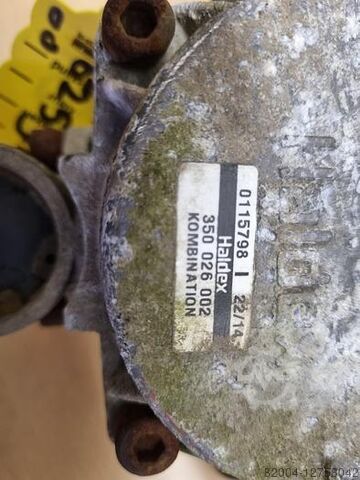 0115798 I 22/14
Haldex
350 026 002
KOMBINATION
82004-12753042